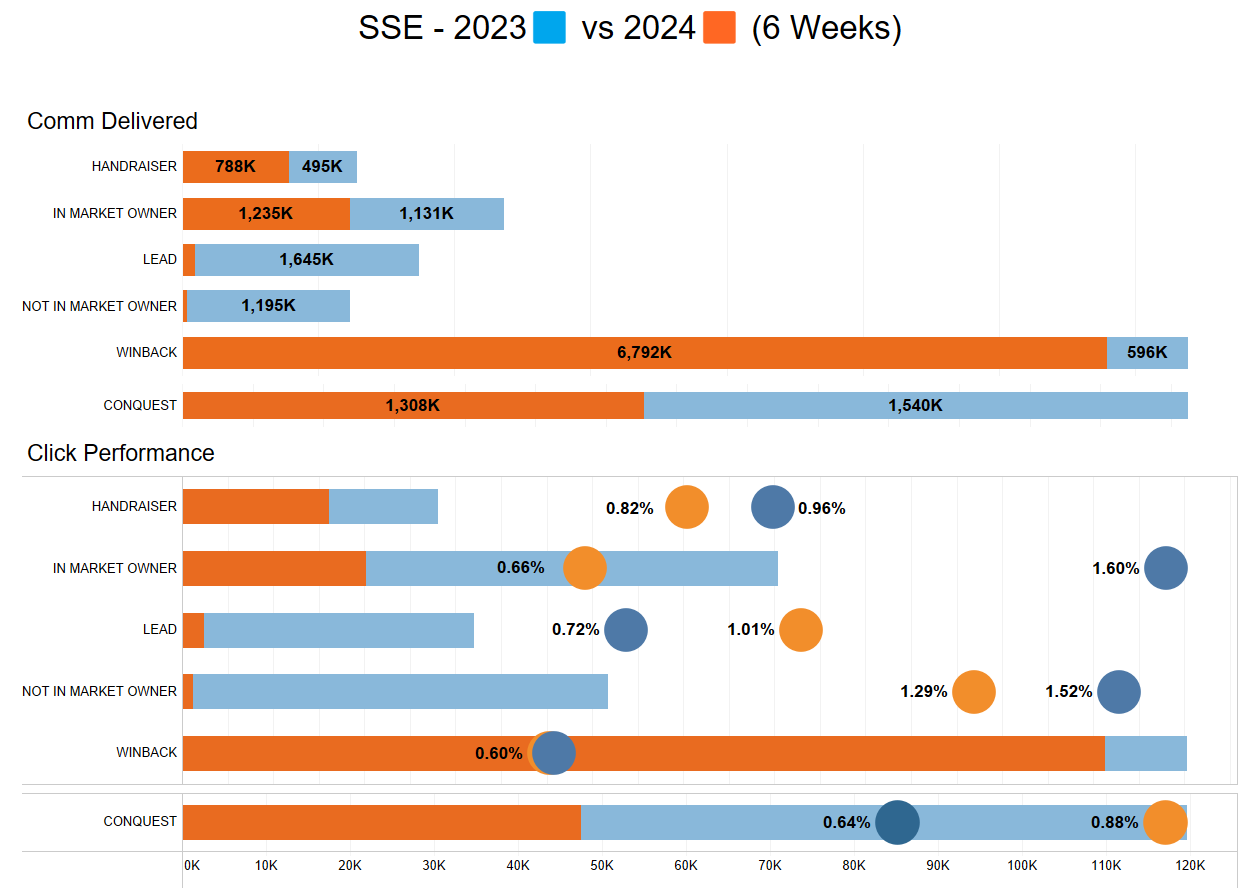 SSE - 2023 vs 2024 (6 Weeks)
Comm Delivered
HANDRAISER 788K 495K
IN MARKET OWNER 1,235K 1,131K
LEAD 1,645K
NOT IN MARKET OWNER 1,195K
WINBACK 6,792K 596K
CONQUEST 1,308K 1,540K
Click Performance
HANDRAISER 0.82% 0.96%
IN MARKET OWNER 0.66% 1.60%
LEAD 0.72% 1.01%
NOT IN MARKET OWNER 1.29% 1.52%
WINBACK 0.60%
CONQUEST 0.64% 0.88%
0K 10K 20K 30K 40K 50K 60K 70K 80K 90K 100K 110K 120K